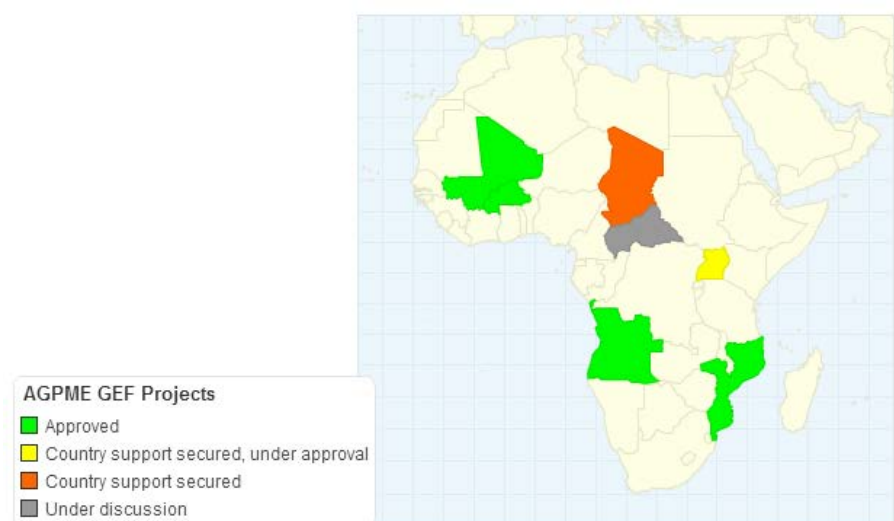 AGPME GEF Projects
Approved
Country support secured, under approval
Country support secured
Under discussion